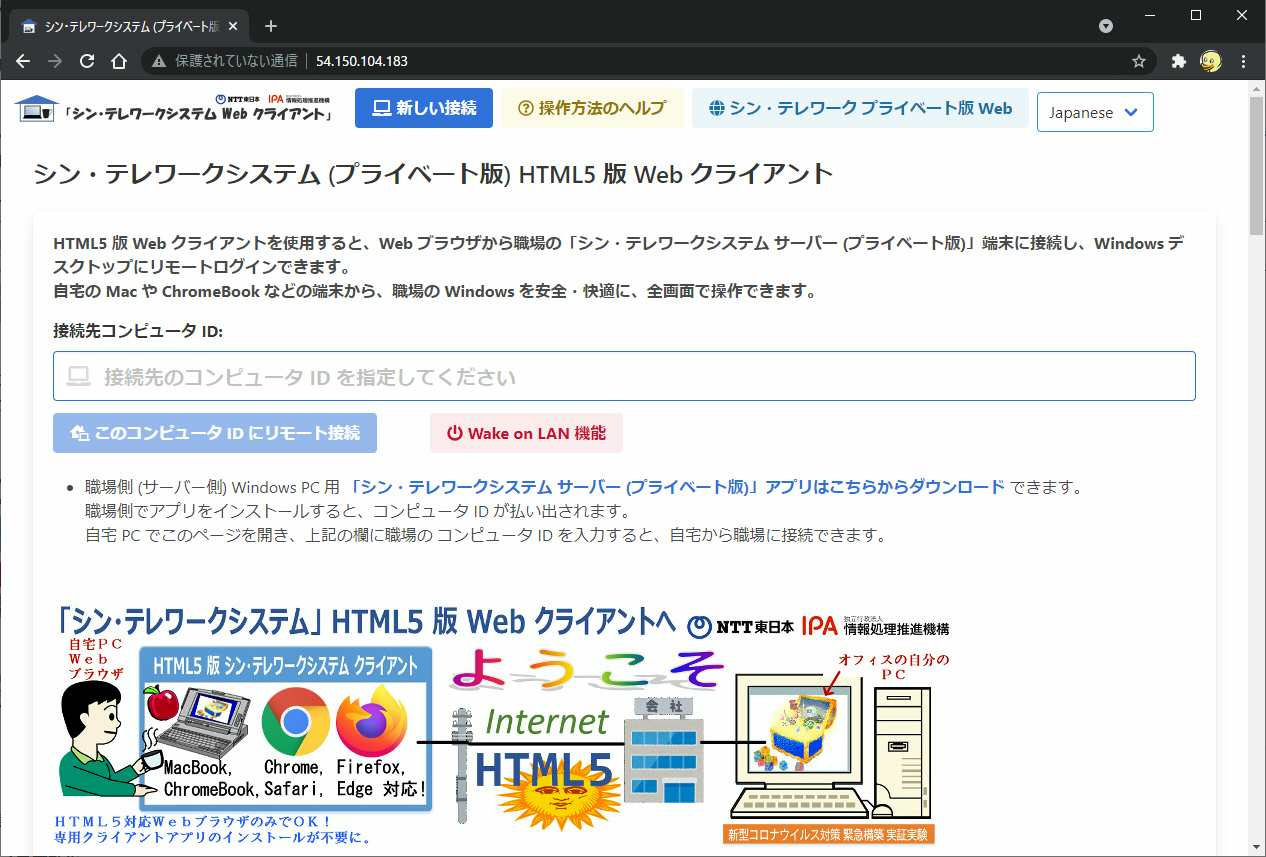 シン・テレワークシステム (プライベート版
保護されていない通信
54.150.104.183
NTT東日本 IPA 情報処理推進機構
「シン・テレワークシステム Web クライアント」
新しい接続
操作方法のヘルプ
シン・テレワーク プライベート版 Web
Japanese
シン・テレワークシステム (プライベート版) HTML5 版 Web クライアント
HTML5 版 Web クライアントを使用すると、Web ブラウザから職場の「シン・テレワークシステム サーバー (プライベート版)」端末に接続し、Windows デ
スクトップにリモートログインできます。
自宅の Mac や ChromeBook などの端末から、職場の Windows を安全・快適に、全画面で操作できます。
接続先コンピュータ ID:
接続先のコンピュータ ID を指定してください
このコンピュータ ID にリモート接続
Wake on LAN 機能
職場側 (サーバー側) Windows PC 用 「シン・テレワークシステム サーバー (プライベート版)」アプリはこちらからダウンロード できます。
職場側でアプリをインストールすると、コンピュータ ID が払い出されます。
自宅 PC でこのページを開き、上記の欄に職場の コンピュータ ID を入力すると、自宅から職場に接続できます。
「シン・テレワークシステム」 HTML5 版 Web クライアントへ
NTT東日本
IPA 独立行政法人
情報処理推進機構
自宅ＰＣ
Ｗｅｂ
ブラウザ
HTML5 版 シン・テレワークシステム クライアント
ようこそ
オフィスの自分の
ＰＣ
会社
Internet
HTML5
MacBook,
ChromeBook,
Chrome,
Safari,
Firefox,
Edge 対応!
ＨＴＭＬ５対応ＷｅｂブラウザのみでＯＫ！
専用クライアントアプリのインストールが不要に。
新型コロナウイルス対策 緊急構築 実証実験